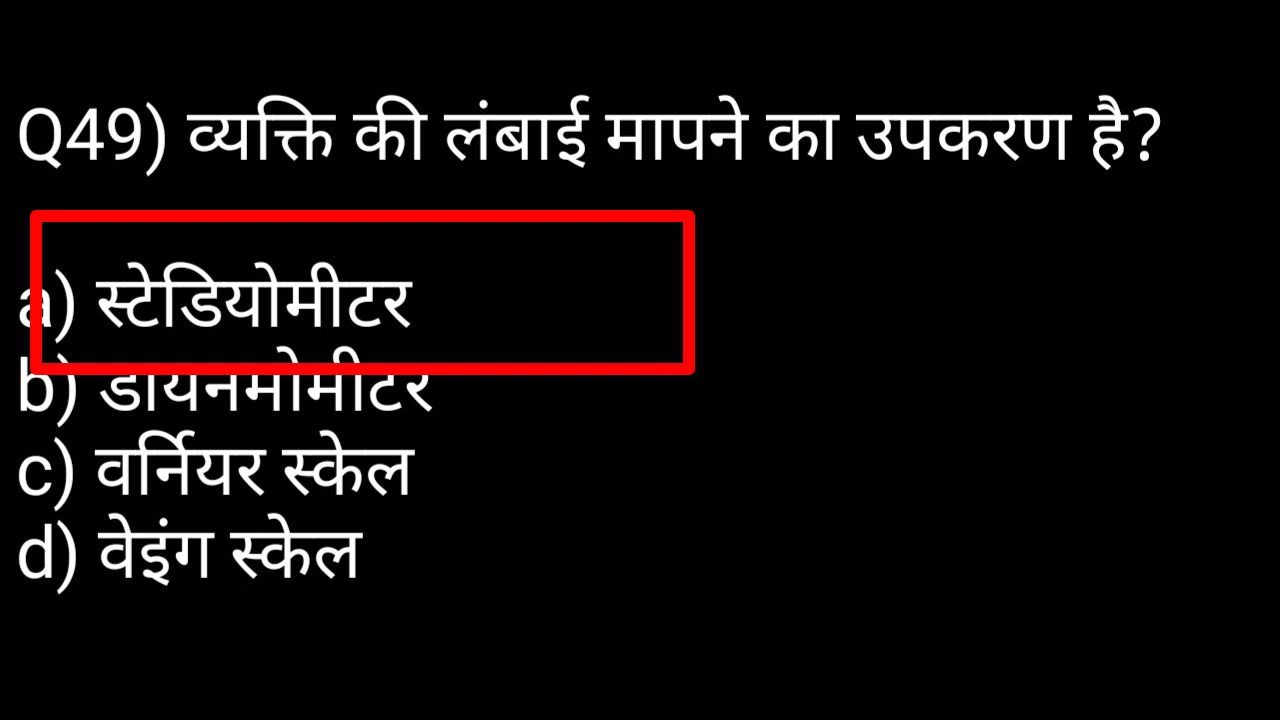 Q49) व्यक्ति की लंबाई मापने का उपकरण है?
a) स्टेडियोमीटर
b) डायनमोमीटर
c) वर्नियर स्केल
d) वेइंग स्केल